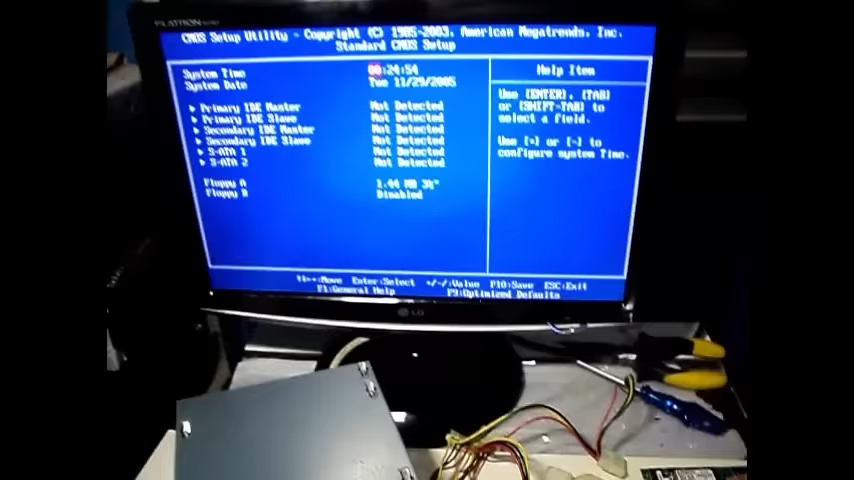 FLATRON
CMOS Setup Utility - Copyright (C) 1985-2003, American Megatrends, Inc.
Standard CMOS Setup
System Time 00:24:54
System Date Tue 11/29/2005
Help Item
Primary IDE Master Not Detected
Primary IDE Slave Not Detected
Secondary IDE Master Not Detected
Secondary IDE Slave Not Detected
S-ATA 1 Not Detected
S-ATA 2 Not Detected
Floppy A 1.44 MB 3½"
Floppy B Disabled
Use [ENTER], [TAB]
or [SHIFT-TAB] to
select a field.
Use [+] or [-] to
configure system Time.
↑↓←→:Move Enter:Select +/-/:Value F10:Save ESC:Exit
F1:General Help F9:Optimized Defaults
LG